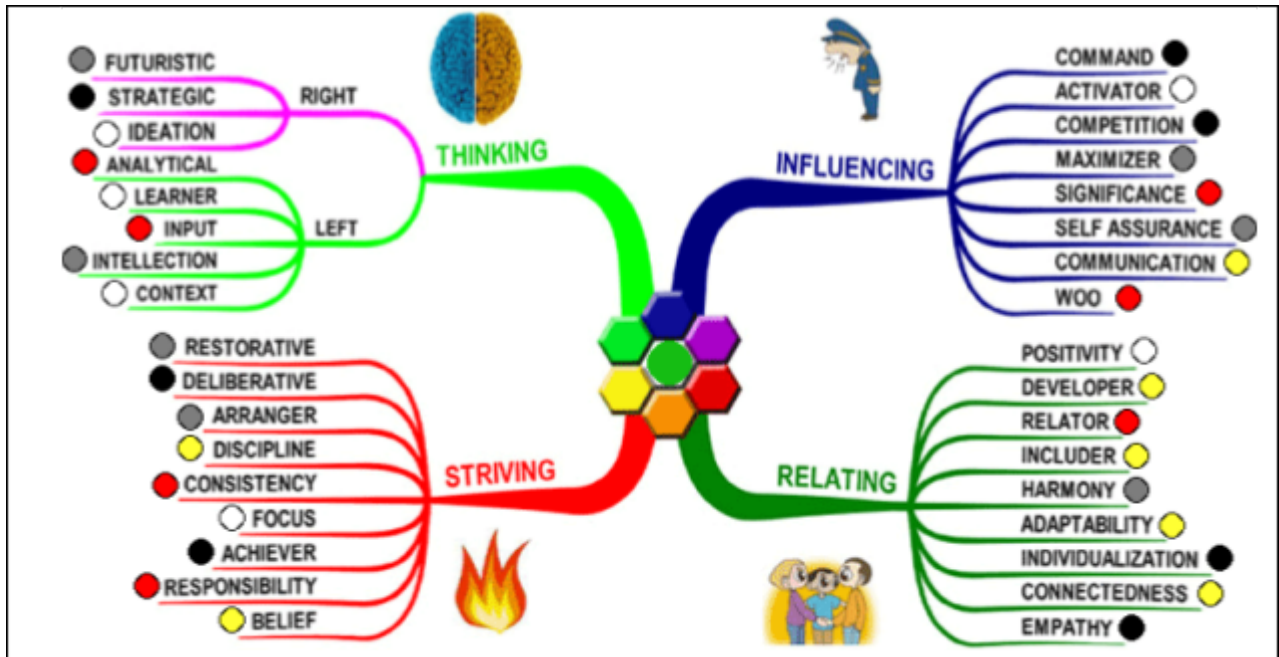 FUTURISTIC
STRATEGIC
IDEATION
RIGHT
ANALYTICAL
LEARNER
INPUT
INTELLECTION
CONTEXT
LEFT
THINKING
COMMAND
ACTIVATOR
COMPETITION
MAXIMIZER
SIGNIFICANCE
SELF ASSURANCE
COMMUNICATION
WOO
INFLUENCING
RESTORATIVE
DELIBERATIVE
ARRANGER
DISCIPLINE
CONSISTENCY
FOCUS
ACHIEVER
RESPONSIBILITY
BELIEF
STRIVING
POSITIVITY
DEVELOPER
RELATOR
INCLUDER
HARMONY
ADAPTABILITY
INDIVIDUALIZATION
CONNECTEDNESS
EMPATHY
RELATING